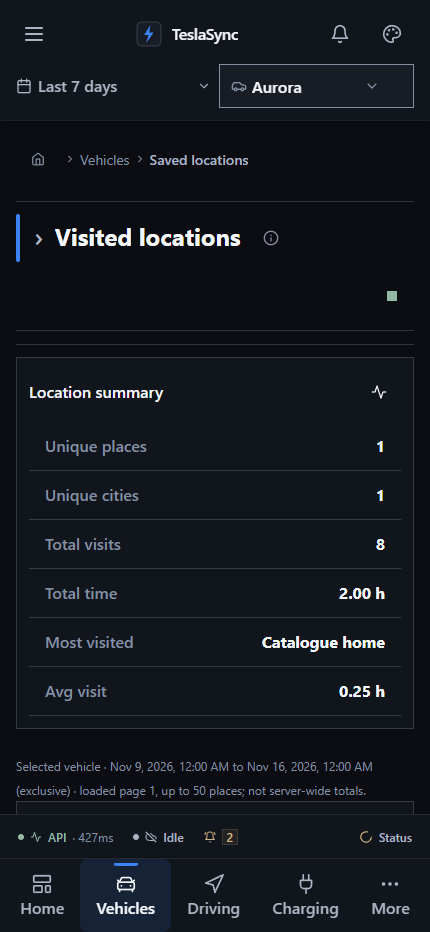 TeslaSync
Last 7 days
Aurora
Vehicles
Saved locations
Visited locations
Location summary
Unique places 1
Unique cities 1
Total visits 8
Total time 2.00 h
Most visited Catalogue home
Avg visit 0.25 h
Selected vehicle · Nov 9, 2026, 12:00 AM to Nov 16, 2026, 12:00 AM
(exclusive) · loaded page 1, up to 50 places; not server-wide totals.
API · 427ms Idle 2 Status
Home Vehicles Driving Charging More